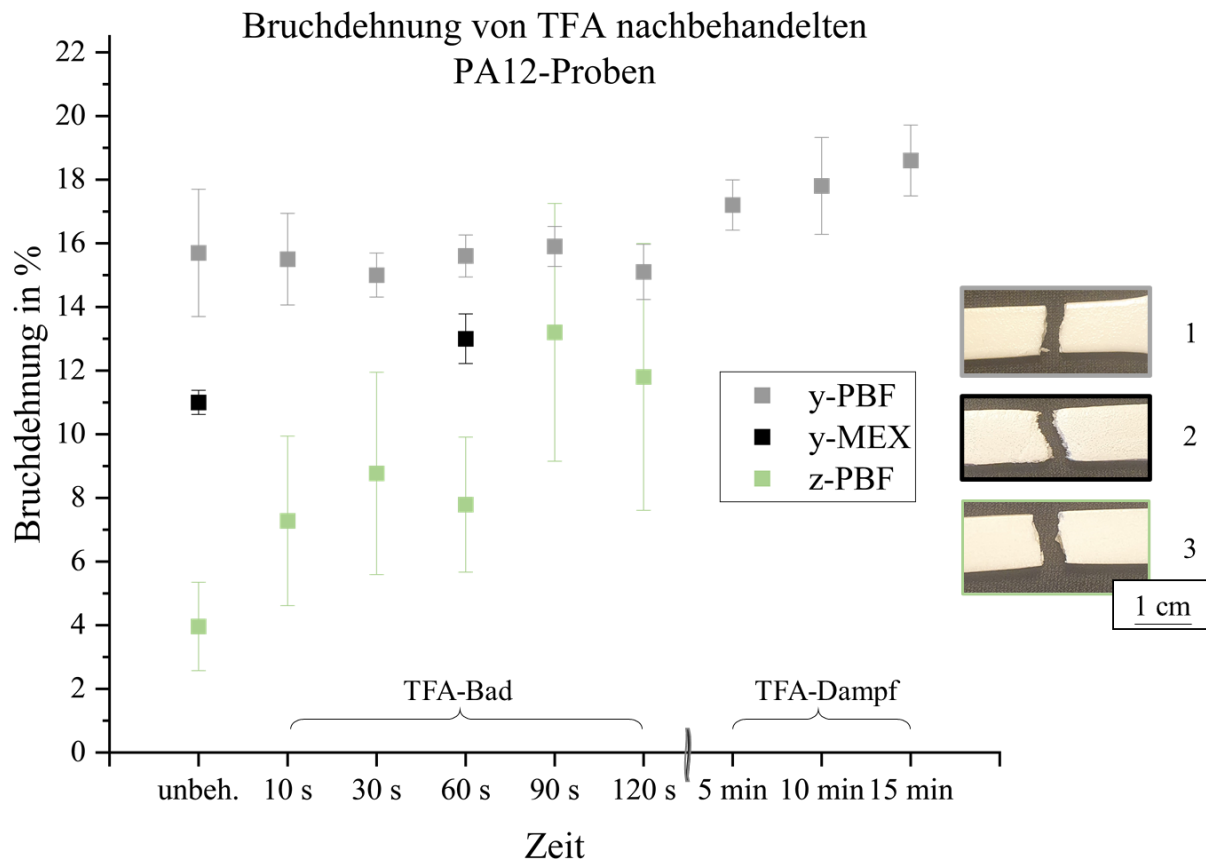 Bruchdehnung von TFA nachbehandelten
PA12-Proben
Bruchdehnung in %
22
20
18
16
14
12
10
8
6
4
2
0
y-PBF
y-MEX
z-PBF
1
2
3
1 cm
TFA-Bad
TFA-Dampf
unbeh. 10 s 30 s 60 s 90 s 120 s 5 min 10 min 15 min
Zeit